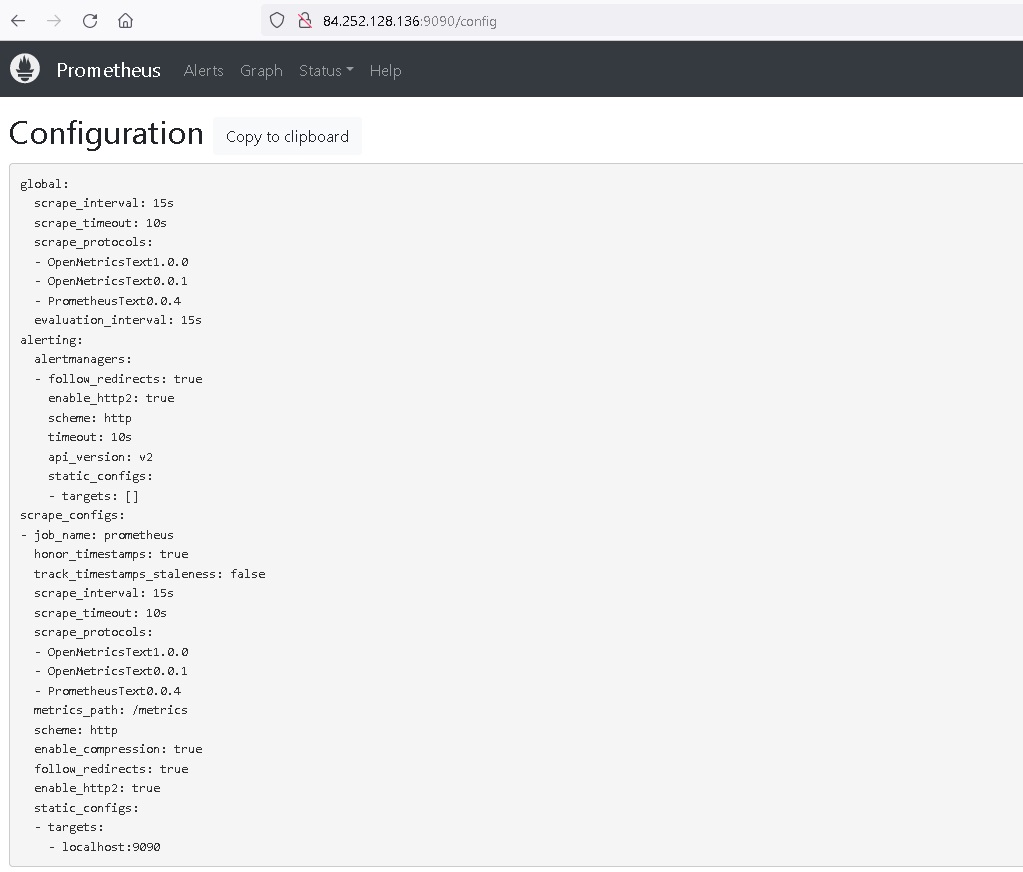 84.252.128.136:9090/config
Prometheus Alerts Graph Status Help
Configuration Copy to clipboard
global:
  scrape_interval: 15s
  scrape_timeout: 10s
  scrape_protocols:
  - OpenMetricsText1.0.0
  - OpenMetricsText0.0.1
  - PrometheusText0.0.4
  evaluation_interval: 15s
alerting:
  alertmanagers:
  - follow_redirects: true
    enable_http2: true
    scheme: http
    timeout: 10s
    api_version: v2
    static_configs:
    - targets: []
scrape_configs:
- job_name: prometheus
  honor_timestamps: true
  track_timestamps_staleness: false
  scrape_interval: 15s
  scrape_timeout: 10s
  scrape_protocols:
  - OpenMetricsText1.0.0
  - OpenMetricsText0.0.1
  - PrometheusText0.0.4
  metrics_path: /metrics
  scheme: http
  enable_compression: true
  follow_redirects: true
  enable_http2: true
  static_configs:
  - targets:
    - localhost:9090